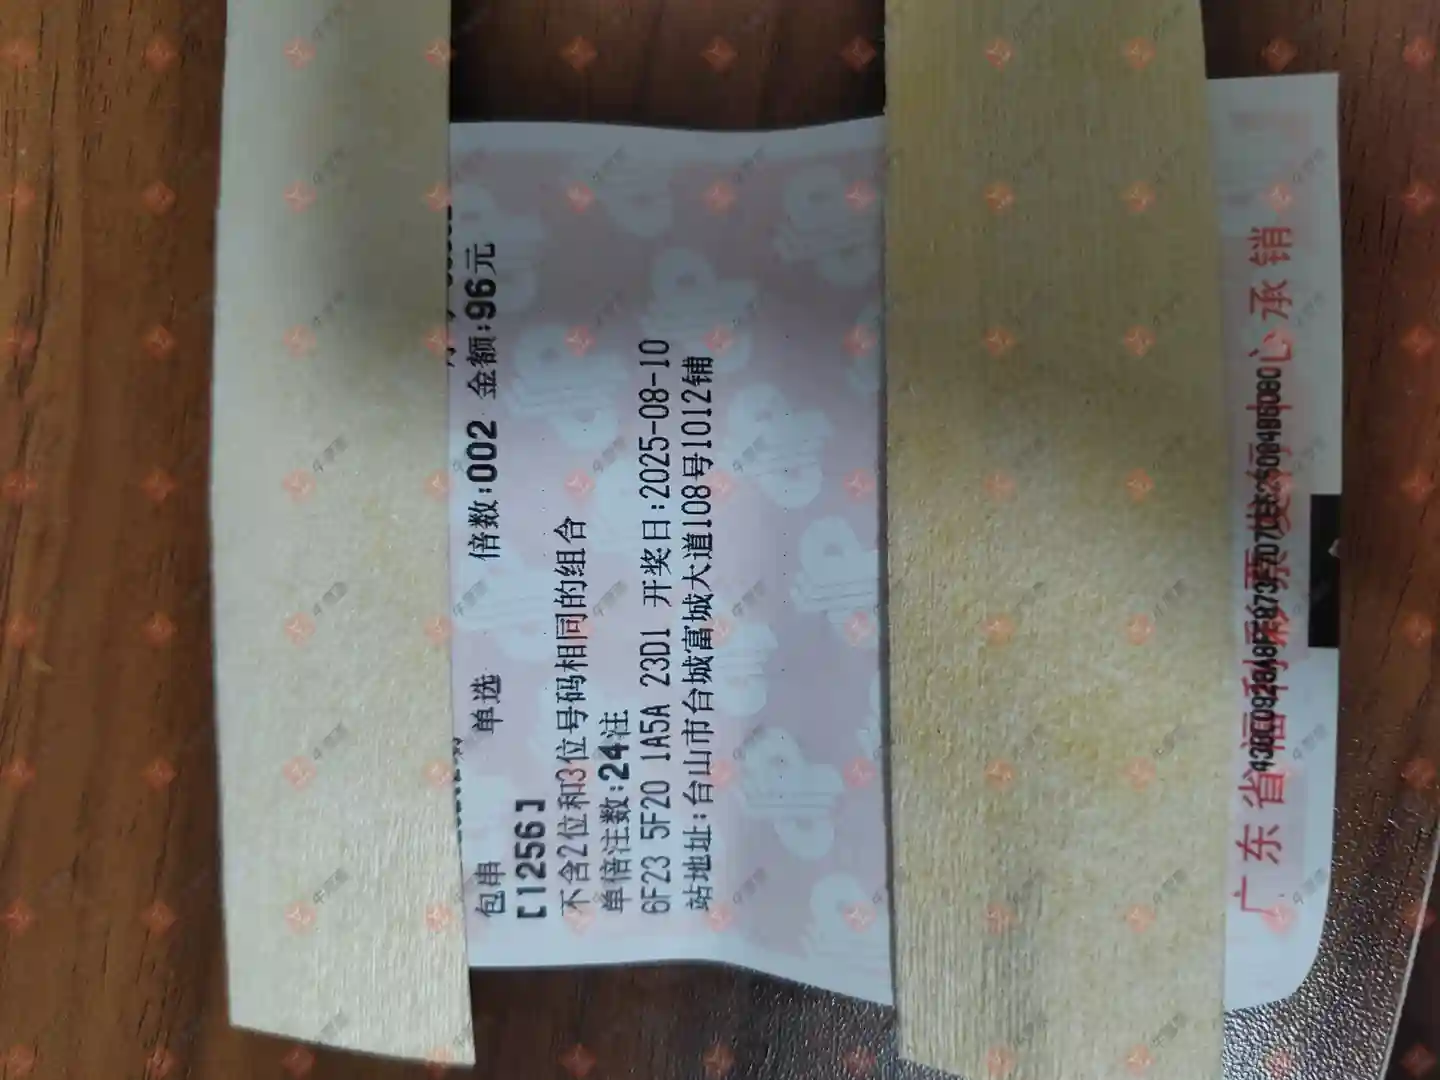 包串 单选 倍数:002 金额:96元
[1256]
不含2位和3位号码相同的组合
单倍注数:24注
6F23 5F20 1A5A 23D1 开奖日:2025-08-10
站地址:台山市台城富城大道108号1012铺
广东省福利彩票发行中心承销